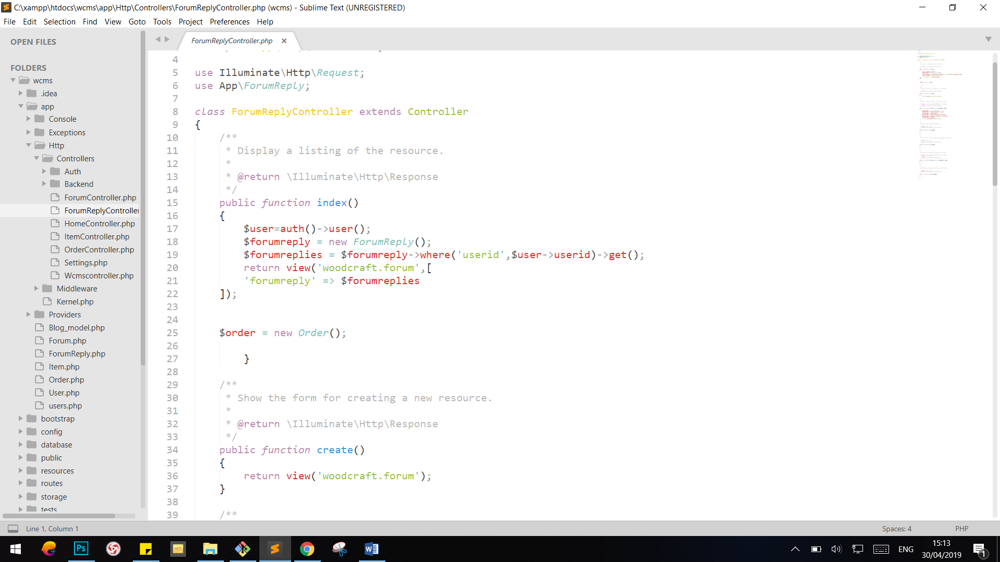 C:\xampp\htdocs\wcms\app\Http\Controllers\ForumReplyController.php (wcms) - Sublime Text (UNREGISTERED)
File Edit Selection Find View Goto Tools Project Preferences Help
OPEN FILES
FOLDERS
wcms
.idea
app
Console
Exceptions
Http
Controllers
Auth
Backend
ForumController.php
ForumReplyController
HomeController.php
ItemController.php
OrderController.php
Settings.php
Wcmscontroller.php
Middleware
Kernel.php
Providers
Blog_model.php
Forum.php
ForumReply.php
Item.php
Order.php
User.php
users.php
bootstrap
config
database
public
resources
routes
storage
tests
ForumReplyController.php
4
5 use Illuminate\Http\Request;
6 use App\ForumReply;
7
8 class ForumReplyController extends Controller
9 {
10 /**
11 * Display a listing of the resource.
12 *
13 * @return \Illuminate\Http\Response
14 */
15 public function index()
16 {
17 $user=auth()->user();
18 $forumreply = new ForumReply();
19 $forumreplies = $forumreply->where('userid',$user->userid)->get();
20 return view('woodcraft.forum',[
21 'forumreply' => $forumreplies
22 ]);
23
24
25 $order = new Order();
26
27 }
28
29 /**
30 * Show the form for creating a new resource.
31 *
32 * @return \Illuminate\Http\Response
33 */
34 public function create()
35 {
36 return view('woodcraft.forum');
37 }
38
39 /**
Line 1, Column 1
Spaces: 4
PHP
Ps
W
ENG
15:13
30/04/2019
1